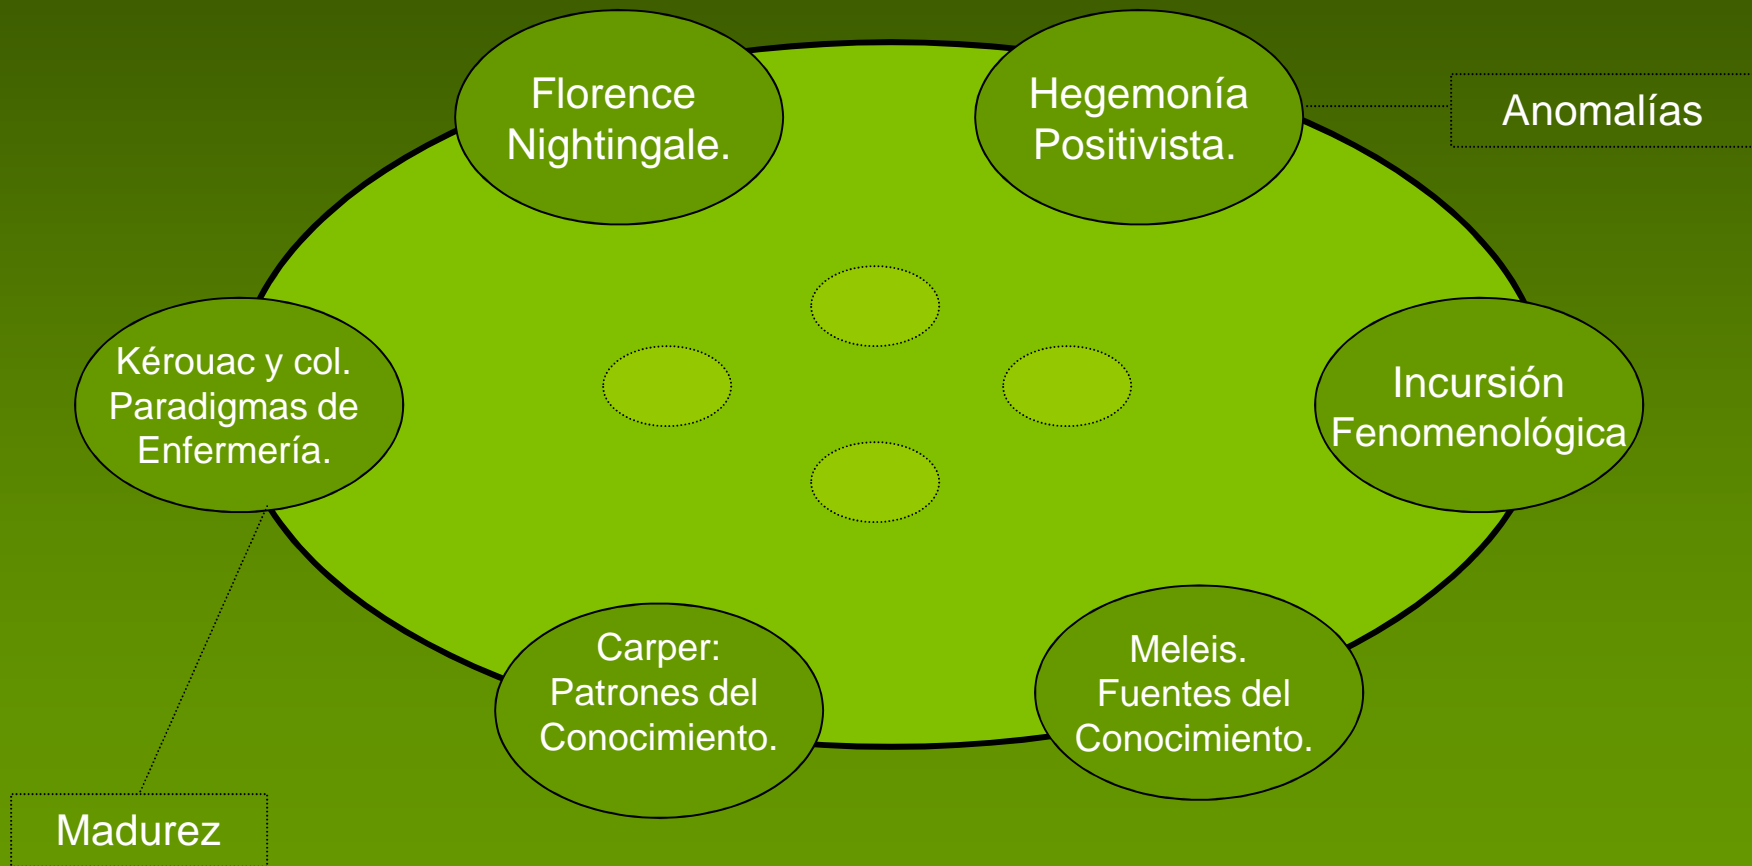 Florence
Nightingale.
Hegemonía
Positivista.
Anomalías
Kérouac y col.
Paradigmas de
Enfermería.
Incursión
Fenomenológica
Carper:
Patrones del
Conocimiento.
Meleis.
Fuentes del
Conocimiento.
Madurez